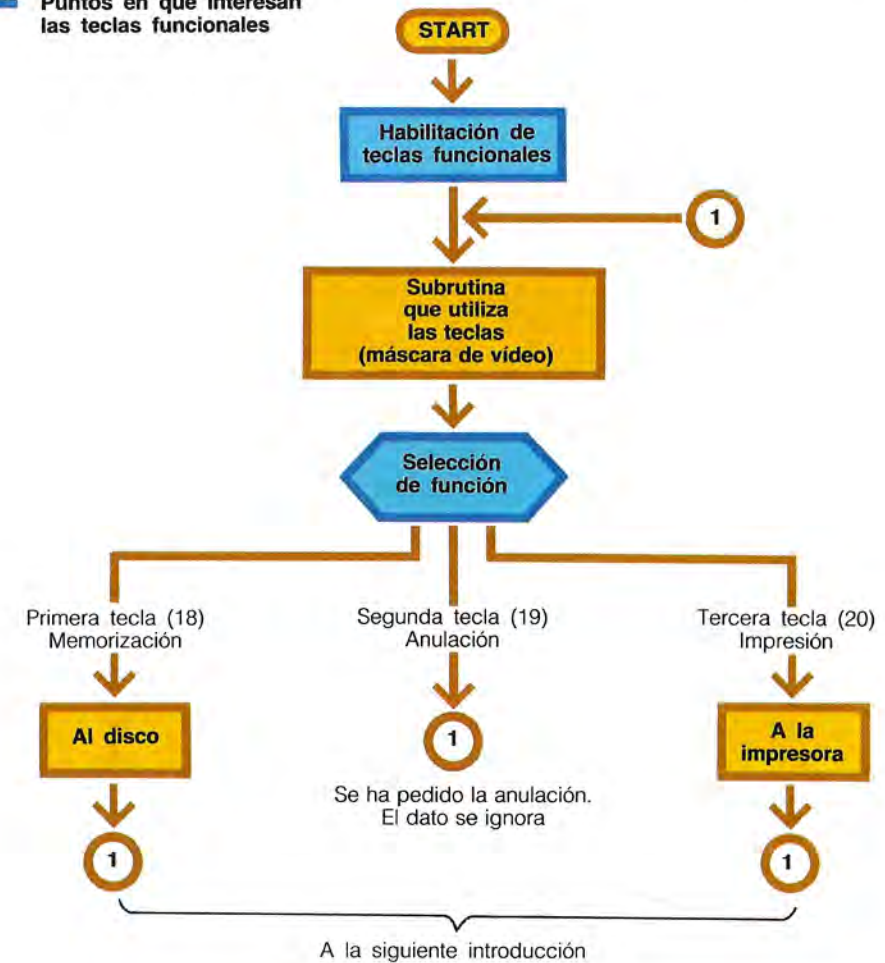 Puntos en que interesan
las teclas funcionales
START
Habilitación de
teclas funcionales
1
Subrutina
que utiliza
las teclas
(máscara de vídeo)
Selección
de función
Primera tecla (18)
Memorización
Segunda tecla (19)
Anulación
Tercera tecla (20)
Impresión
Al disco
1
A la
impresora
Se ha pedido la anulación.
El dato se ignora
1
1
A la siguiente introducción